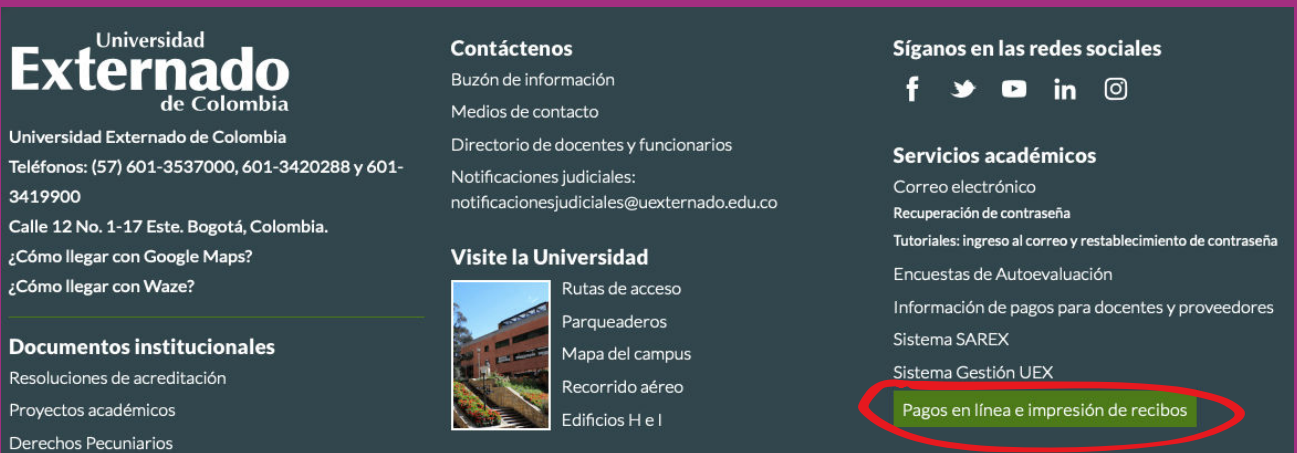 Universidad
Externado
de Colombia
Universidad Externado de Colombia
Teléfonos: (57) 601-3537000, 601-3420288 y 601-
3419900
Calle 12 No. 1-17 Este. Bogotá, Colombia.
¿Cómo llegar con Google Maps?
¿Cómo llegar con Waze?
Documentos institucionales
Resoluciones de acreditación
Proyectos académicos
Derechos Pecuniarios
Contáctenos
Buzón de información
Medios de contacto
Directorio de docentes y funcionarios
Notificaciones judiciales:
notificacionesjudiciales@uexternado.edu.co
Visite la Universidad
Rutas de acceso
Parqueaderos
Mapa del campus
Recorrido aéreo
Edificios H e I
Síganos en las redes sociales
Servicios académicos
Correo electrónico
Recuperación de contraseña
Tutoriales: ingreso al correo y restablecimiento de contraseña
Encuestas de Autoevaluación
Información de pagos para docentes y proveedores
Sistema SAREX
Sistema Gestión UEX
Pagos en línea e impresión de recibos